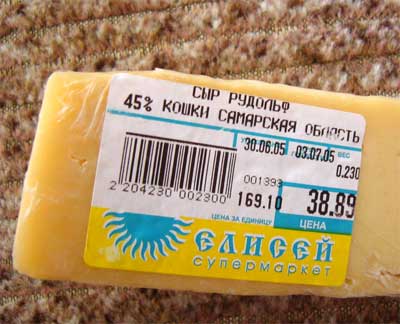 СЫР РУДОЛЬФ
45% КОШКИ САМАРСКАЯ ОБЛАСТЬ
30.06.05 03.07.05 ВЕС
0.230
001393
2 204230 002300 169.10 38.89
ЦЕНА ЗА ЕДИНИЦУ ЦЕНА
ЕЛИСЕЙ
супермаркет